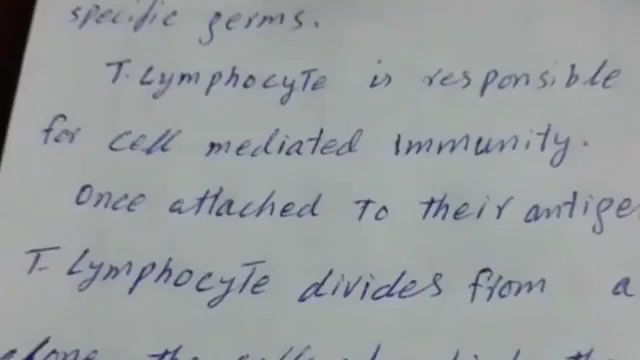 specific germs.
T. Lymphocyte is responsible
for cell mediated immunity.
Once attached to their antige
T- Lymphocyte divides from a